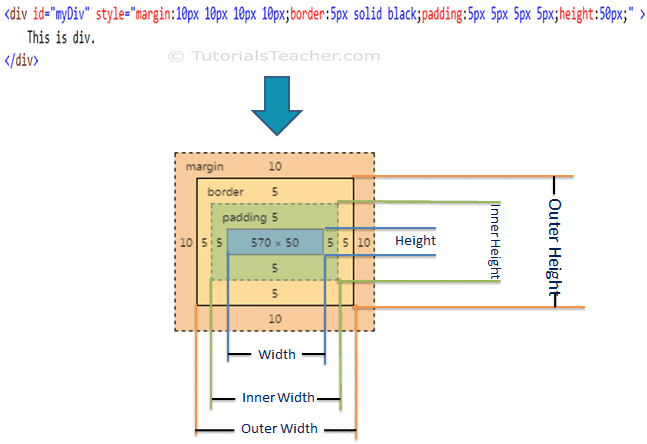 <div id="myDiv" style="margin:10px 10px 10px 10px;border:5px solid black;padding:5px 5px 5px 5px;height:50px;" >
This is div.
© TutorialsTeacher.com
</div>
margin 10
border 5
padding 5
10 5 5 570 × 50 5 5 10
5
5
10
Height
Inner Height
Outer Height
Width
Inner Width
Outer Width